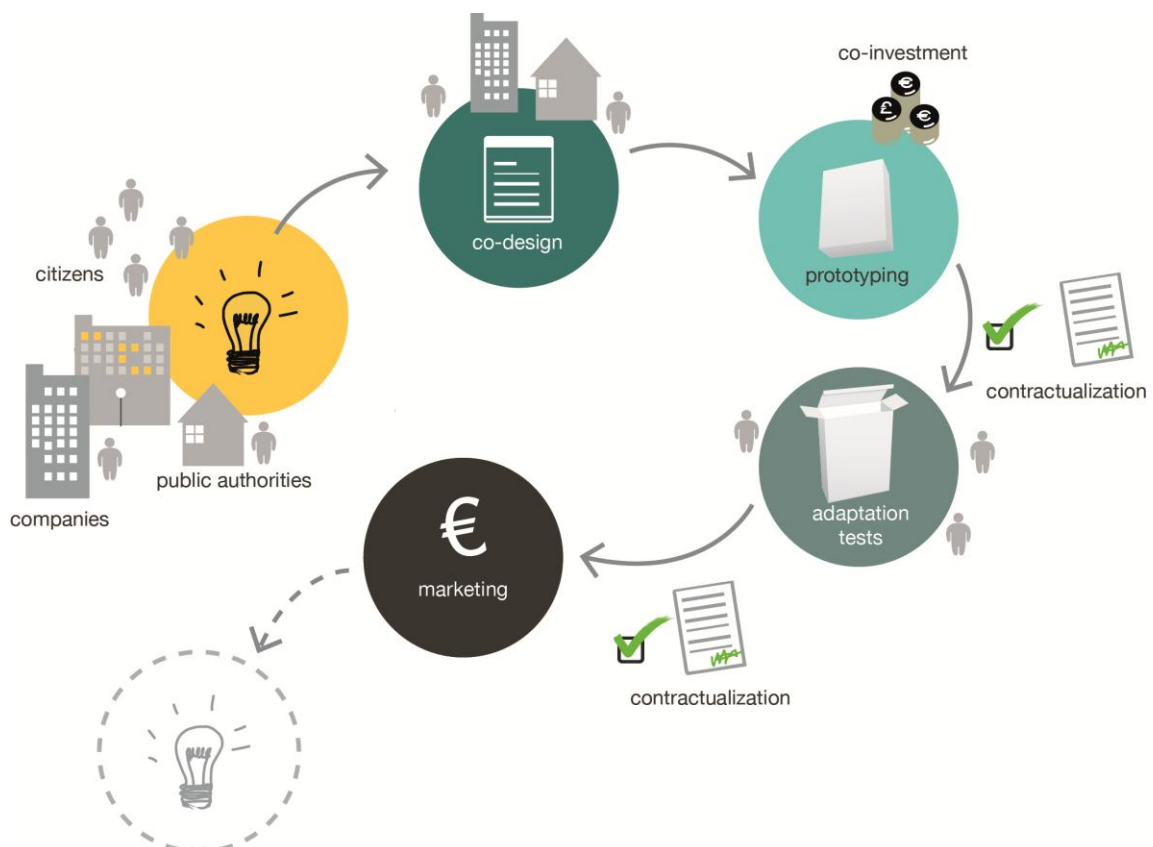 co-investment
€
£
€
co-design
prototyping
citizens
contractualization
public authorities
companies
adaptation
tests
€
marketing
contractualization